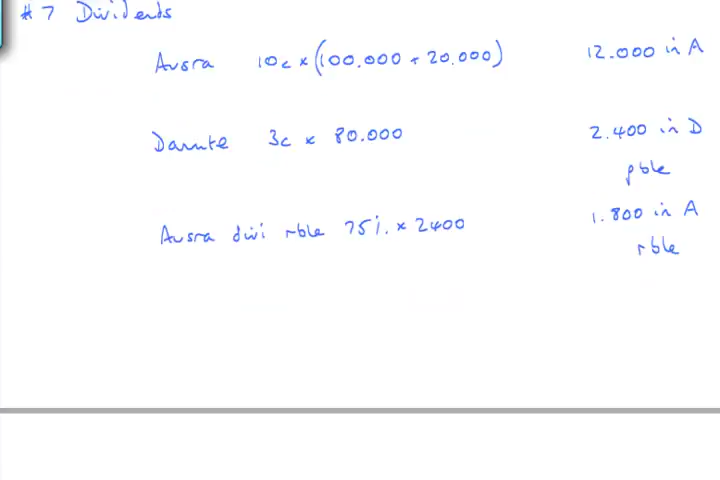 # 7 Dividends
Ausra 10c x (100.000 + 20.000) 12.000 in A
Danute 3c x 80.000 2.400 in D
pble
Ausra divi rble 75% x 2400 1.800 in A
rble